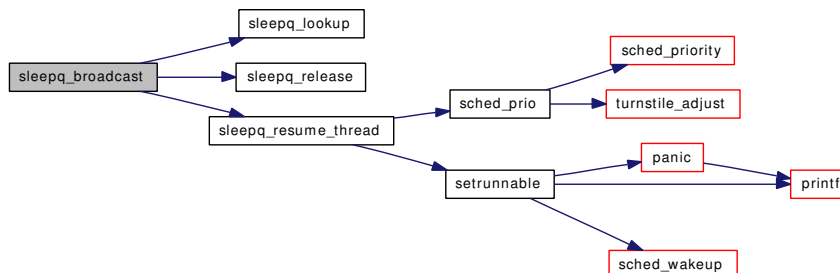 sleepq_lookup
sched_priority
sleepq_broadcast
sleepq_release
sched_prio
turnstile_adjust
sleepq_resume_thread
panic
setrunnable
printf
sched_wakeup